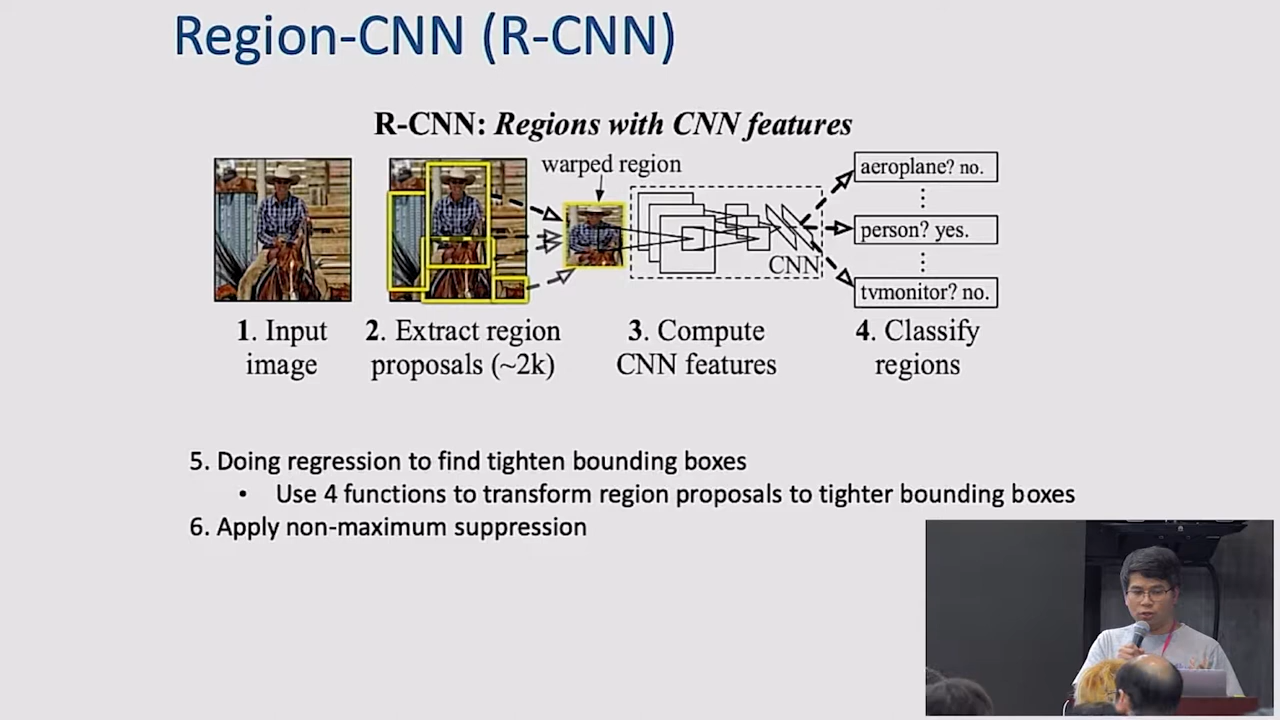 Region-CNN (R-CNN)
R-CNN: Regions with CNN features
warped region
aeroplane? no.
person? yes.
CNN
tvmonitor? no.
1. Input
image
2. Extract region
proposals (~2k)
3. Compute
CNN features
4. Classify
regions
5. Doing regression to find tighten bounding boxes
• Use 4 functions to transform region proposals to tighter bounding boxes
6. Apply non-maximum suppression